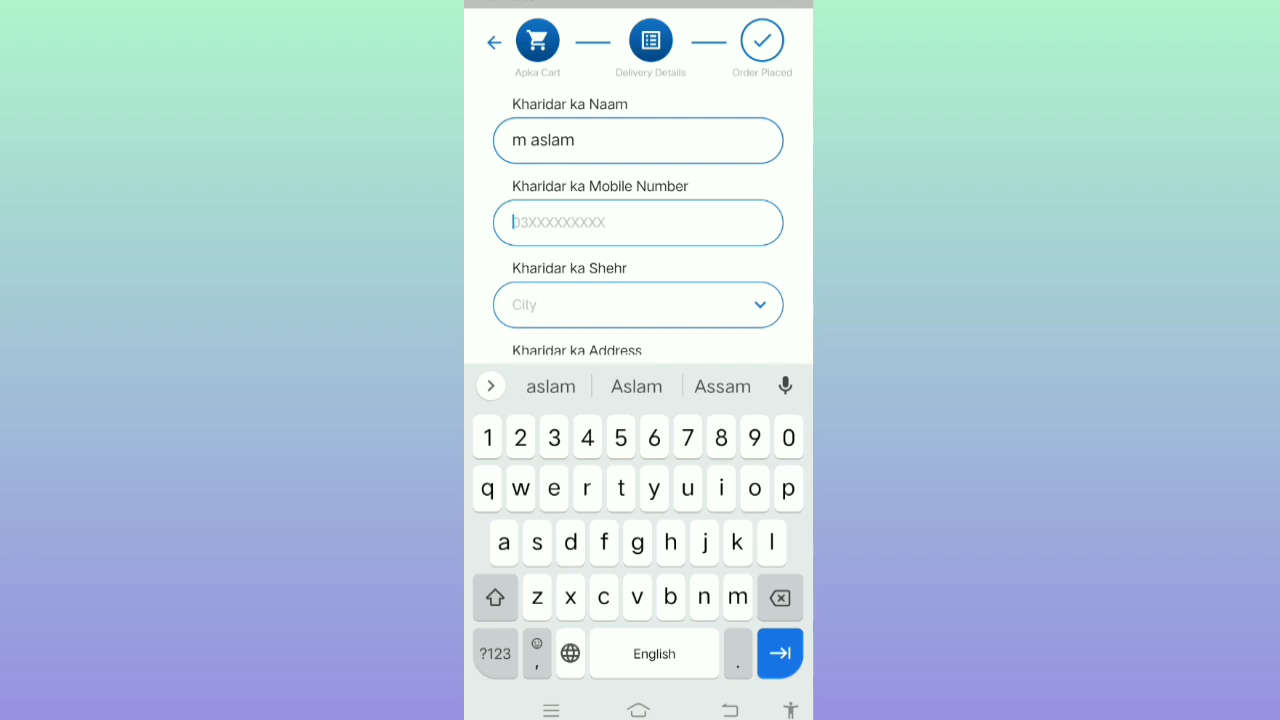 Apka Cart Delivery Details Order Placed
Kharidar ka Naam
m aslam
Kharidar ka Mobile Number
03XXXXXXXXX
Kharidar ka Shehr
City
Kharidar ka Address
aslam Aslam Assam
1 2 3 4 5 6 7 8 9 0
q w e r t y u i o p
a s d f g h j k l
z x c v b n m
?123 , English .